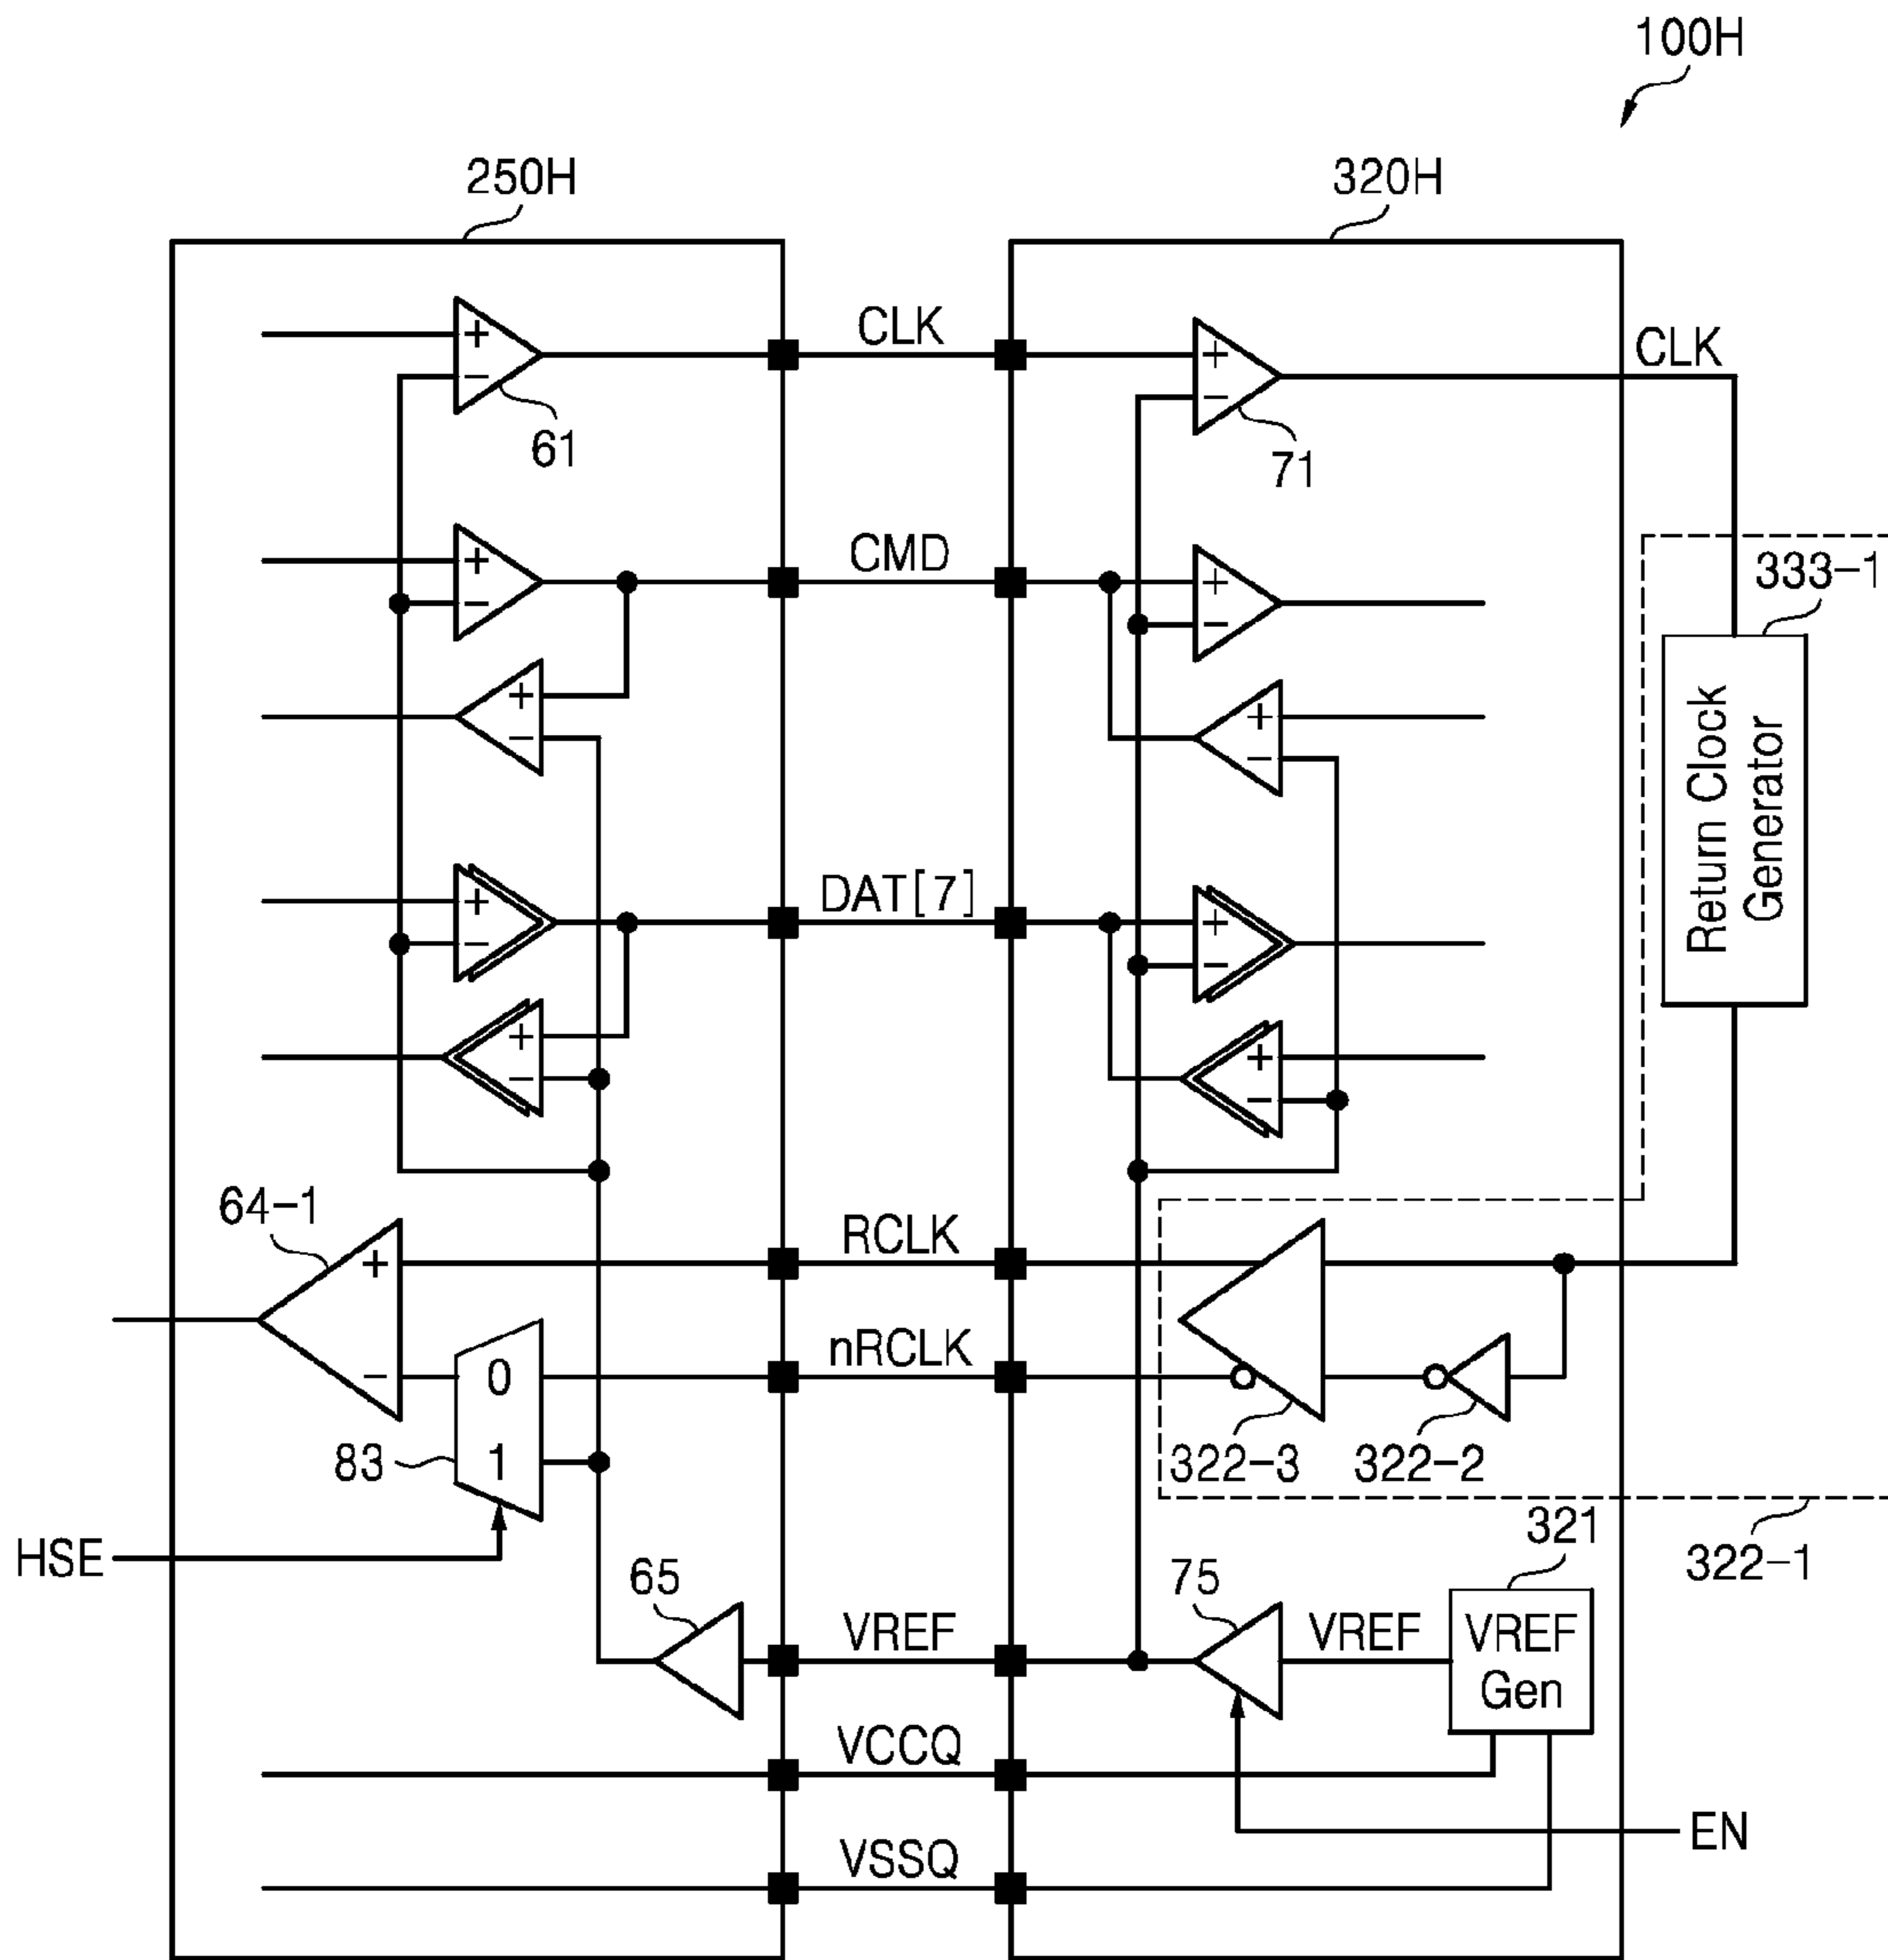 100H
250H
320H
+
−
61
CLK
+
−
71
CLK
+
−
CMD
+
−
333−1
+
−
+
−
Return Clock
Generator
+
−
DAT[7]
+
−
+
−
+
−
64−1
+
−
RCLK
nRCLK
0
1
83
322−3
322−2
322−1
HSE
65
VREF
75
VREF
321
VREF
Gen
VCCQ
EN
VSSQ